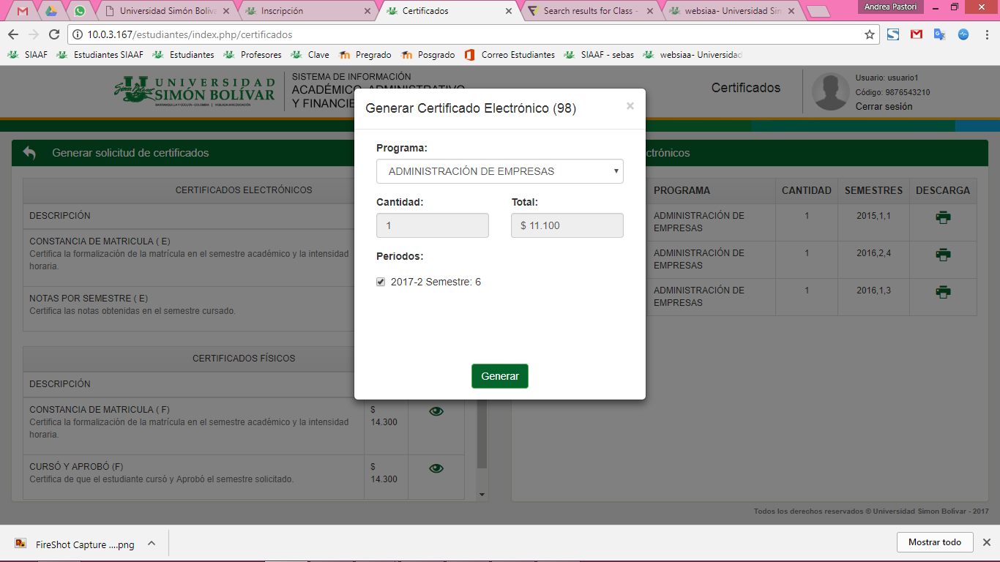 Andrea Pastori
Universidad Simón Boliva
Inscripción
Certificados
Search results for Class -
websiaa- Universidad Sin
10.0.3.167/estudiantes/index.php/certificados
SIAAF
Estudiantes SIAAF
Estudiantes
Profesores
Clave
Pregrado
Posgrado
Correo Estudiantes
SIAAF - sebas
websiaa- Universidad
UNIVERSIDAD
SIMÓN BOLÍVAR
SISTEMA DE INFORMACIÓN
ACADÉMICO, ADMINISTRATIVO
Y FINANCIE
Certificados
Usuario: usuario1
Código: 9876543210
Cerrar sesión
Generar solicitud de certificados
CERTIFICADOS ELECTRÓNICOS
DESCRIPCIÓN
CONSTANCIA DE MATRICULA ( E)
Certifica la formalización de la matrícula en el semestre académico y la intensidad
horaria.
NOTAS POR SEMESTRE ( E)
Certifica las notas obtenidas en el semestre cursado.
CERTIFICADOS FÍSICOS
DESCRIPCIÓN
CONSTANCIA DE MATRICULA ( F)
Certifica la formalización de la matrícula en el semestre académico y la intensidad
horaria.
$
14.300
CURSÓ Y APROBÓ (F)
Certifica de que el estudiante cursó y Aprobó el semestre solicitado.
$
14.300
Generar Certificado Electrónico (98)
×
Programa:
ADMINISTRACIÓN DE EMPRESAS
Cantidad:
Total:
1
$ 11.100
Periodos:
2017-2 Semestre: 6
Generar
ctrónicos
PROGRAMA CANTIDAD SEMESTRES DESCARGA
ADMINISTRACIÓN DE
EMPRESAS
1
2015,1,1
ADMINISTRACIÓN DE
EMPRESAS
1
2016,2,4
ADMINISTRACIÓN DE
EMPRESAS
1
2016,1,3
Todos los derechos reservados © Universidad Simon Bolívar - 2017
FireShot Capture ....png
Mostrar todo